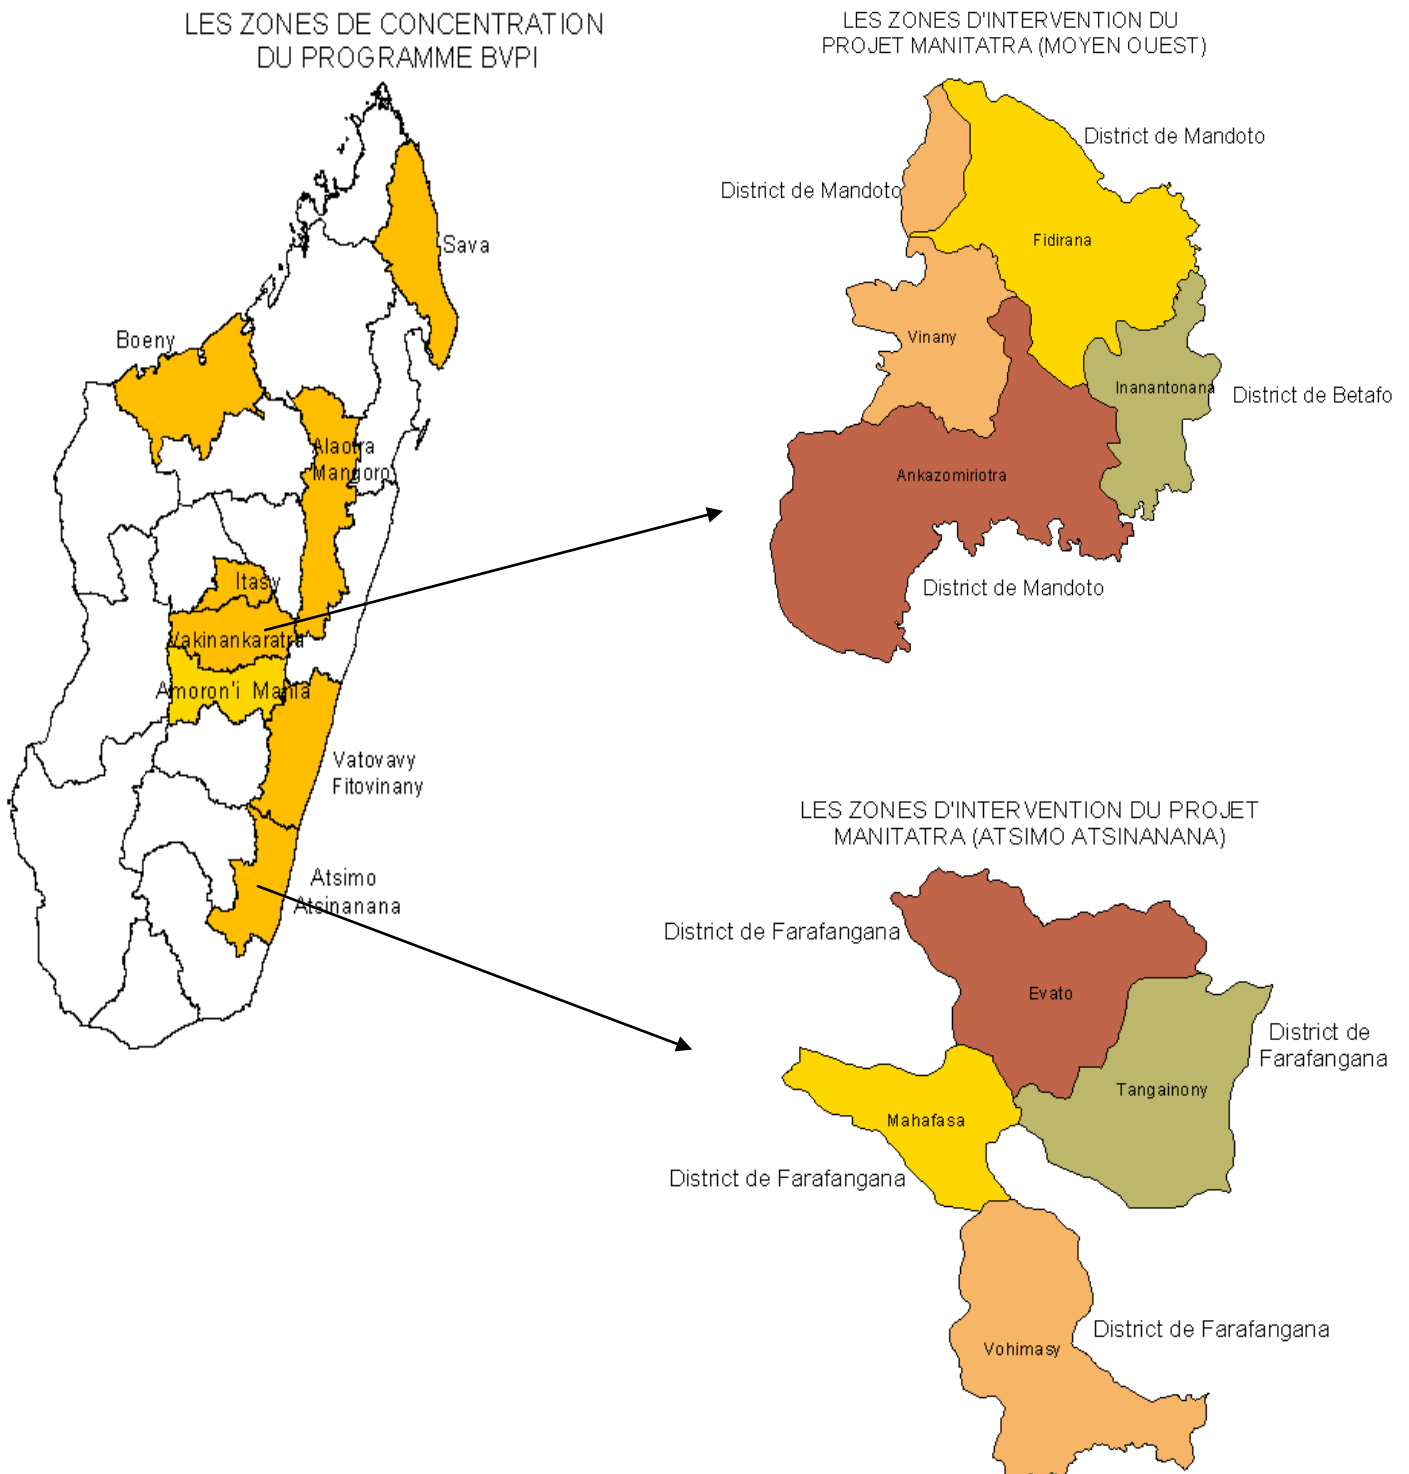 LES ZONES DE CONCENTRATION
DU PROGRAMME BVPI
Sava
Boeny
Alaotra
Mangoro
Itasy
Vakinankaratra
Amoron'i Mania
Vatovavy
Fitovinany
Atsimo
Atsinanana
LES ZONES D'INTERVENTION DU
PROJET MANITATRA (MOYEN OUEST)
District de Mandoto
District de Mandoto
Fidirana
Vinany
Inanantonana
District de Betafo
Ankazomiriotra
District de Mandoto
LES ZONES D'INTERVENTION DU PROJET
MANITATRA (ATSIMO ATSINANANA)
District de Farafangana
Evato
District de
Farafangana
Tangainony
Mahafasa
District de Farafangana
District de Farafangana
Vohimasy